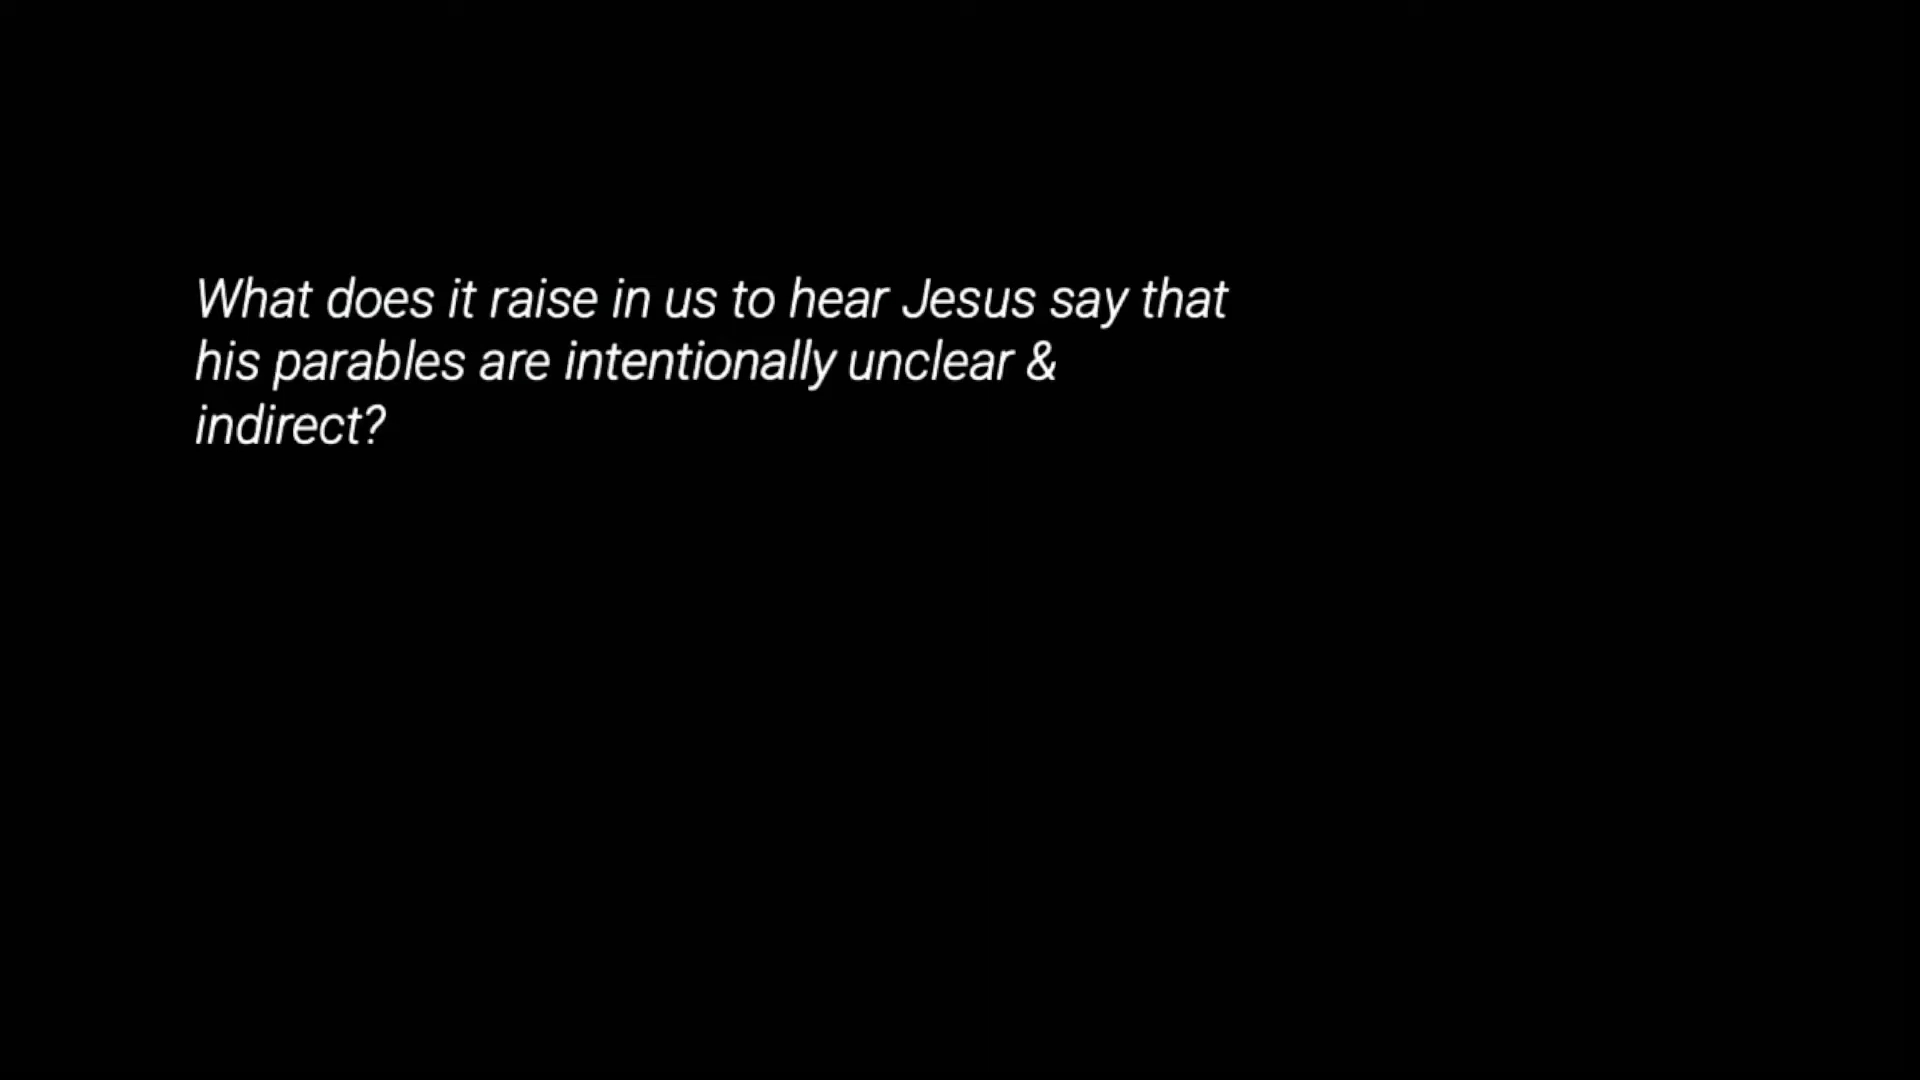 What does it raise in us to hear Jesus say that
his parables are intentionally unclear &
indirect?